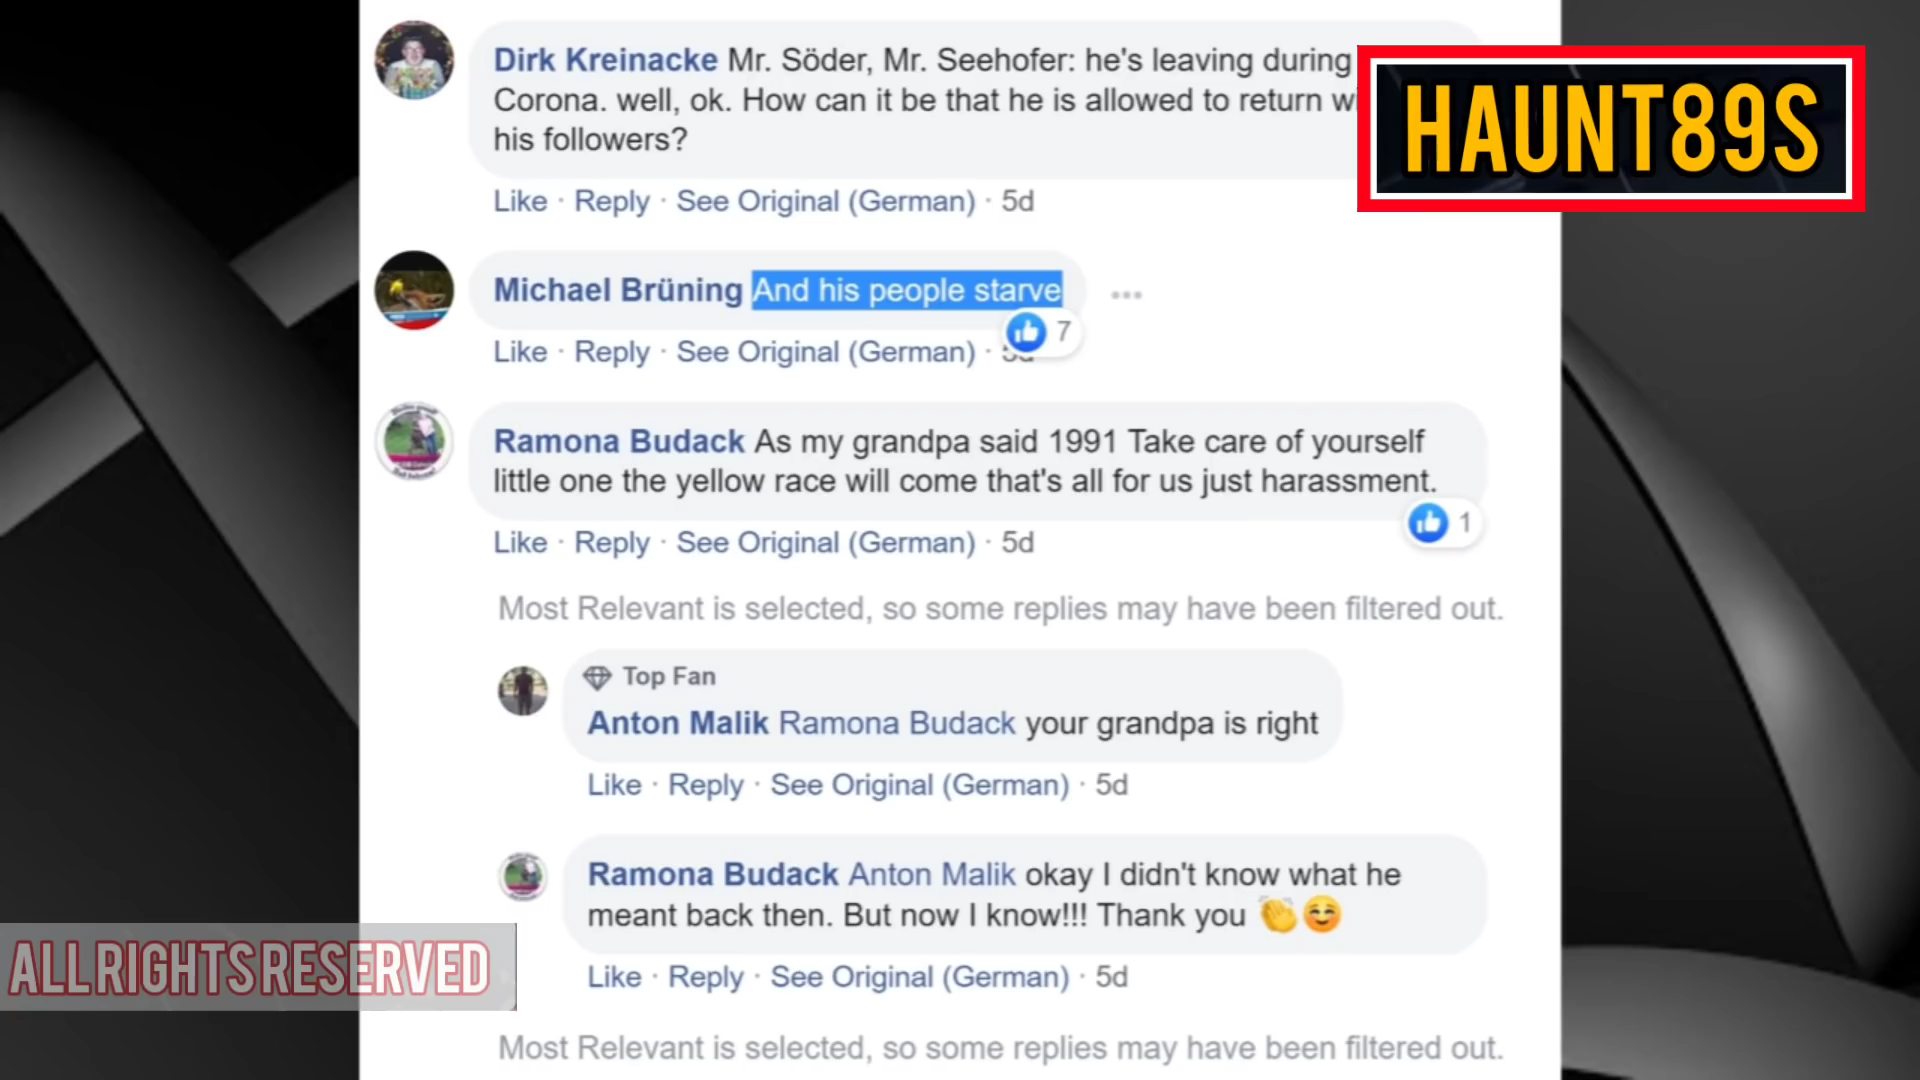 Dirk Kreinacke Mr. Söder, Mr. Seehofer: he's leaving during
Corona. well, ok. How can it be that he is allowed to return
his followers?
HAUNT89S
Like · Reply · See Original (German) · 5d
Michael Brüning And his people starve
7
Like · Reply · See Original (German) · 5d
Ramona Budack As my grandpa said 1991 Take care of yourself
little one the yellow race will come that's all for us just harassment.
1
Like · Reply · See Original (German) · 5d
Most Relevant is selected, so some replies may have been filtered out.
Top Fan
Anton Malik Ramona Budack your grandpa is right
Like · Reply · See Original (German) · 5d
Ramona Budack Anton Malik okay I didn't know what he
meant back then. But now I know!!! Thank you 👏😊
Like · Reply · See Original (German) · 5d
ALL RIGHTS RESERVED
Most Relevant is selected, so some replies may have been filtered out.